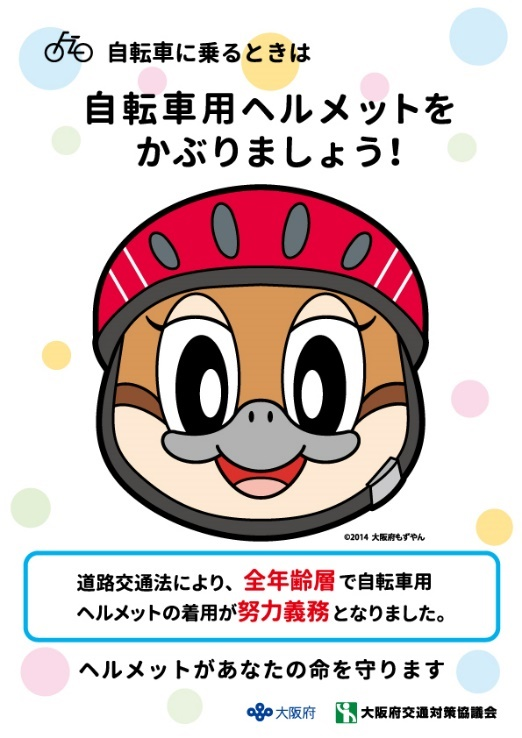 自転車に乗るときは
自転車用ヘルメットを
かぶりましょう!
©2014 大阪府もずやん
道路交通法により、全年齢層で自転車用
ヘルメットの着用が努力義務となりました。
ヘルメットがあなたの命を守ります
大阪府 大阪府交通対策協議会